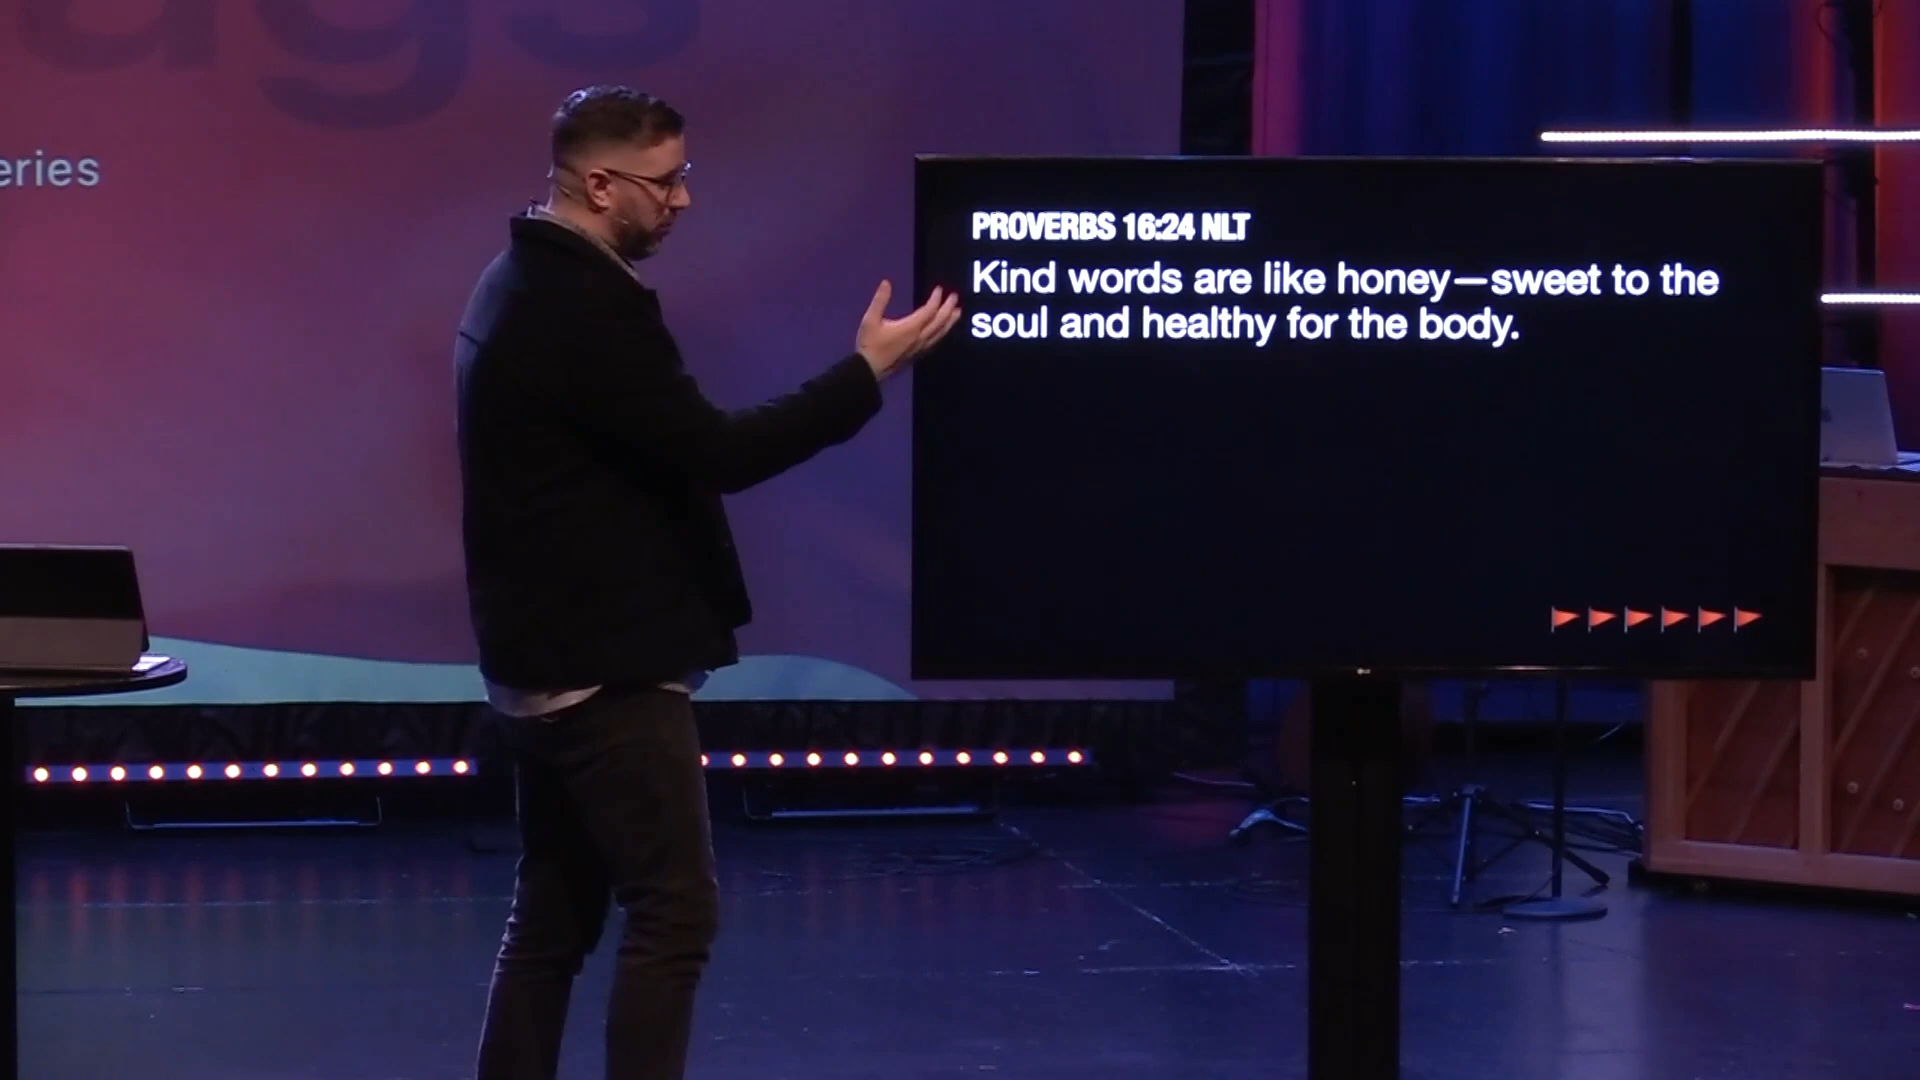 ags
eries
PROVERBS 16:24 NLT
Kind words are like honey—sweet to the
soul and healthy for the body.